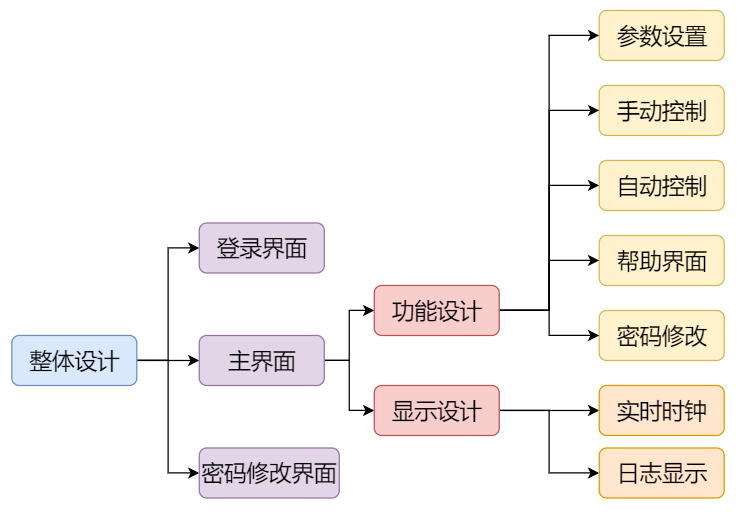 参数设置
手动控制
自动控制
登录界面
帮助界面
功能设计
密码修改
整体设计
主界面
显示设计
实时时钟
密码修改界面
日志显示